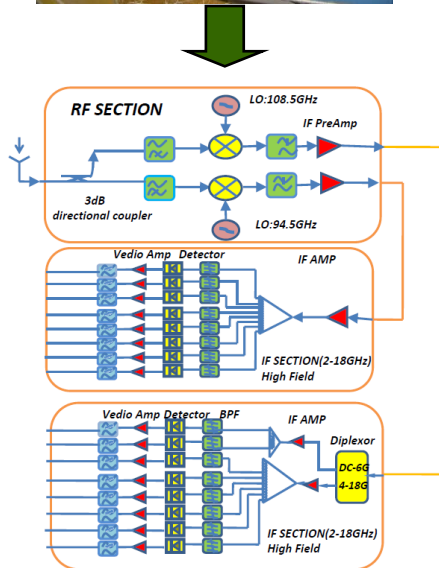 LO:108.5GHz
RF SECTION
IF PreAmp
3dB
directional coupler
LO:94.5GHz
Vedio Amp Detector
IF AMP
IF SECTION(2-18GHz)
High Field
Vedio Amp Detector BPF
IF AMP
Diplexor
DC-6G
4-18G
IF SECTION(2-18GHz)
High Field